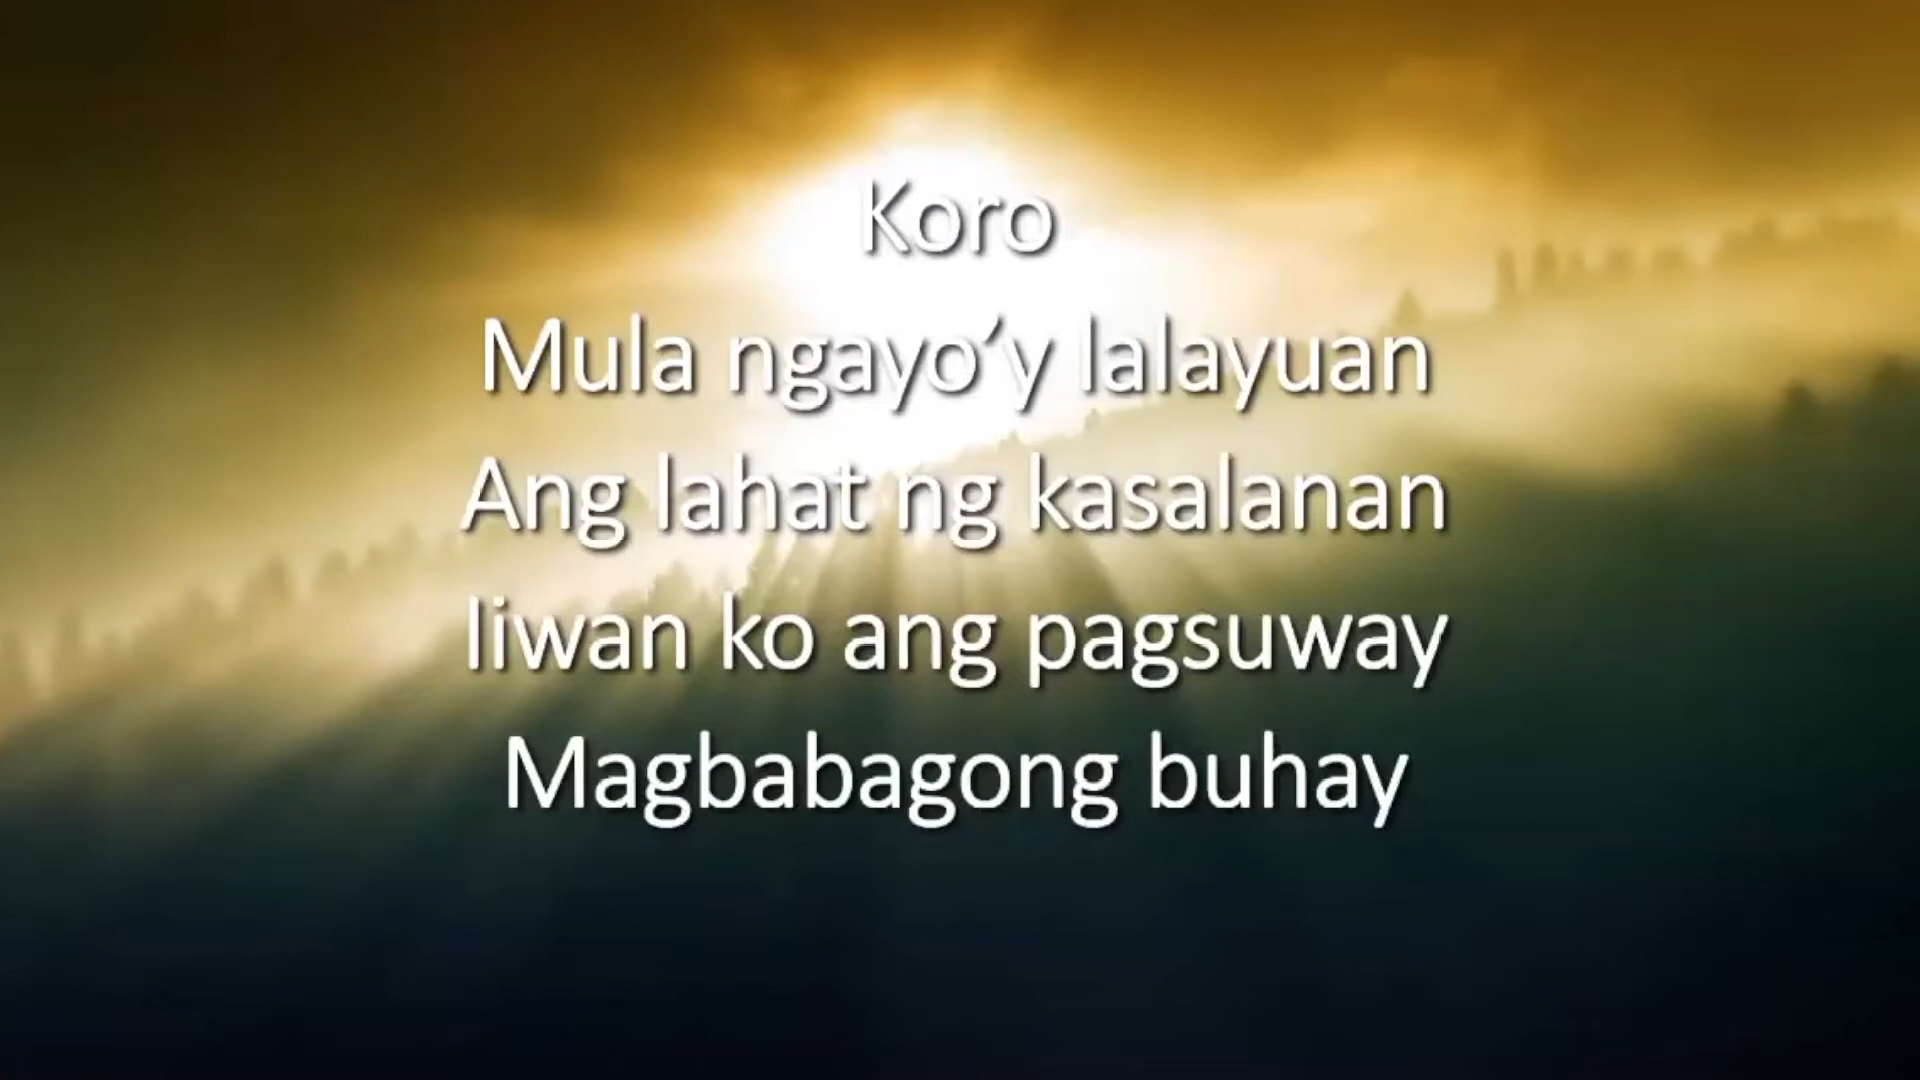 Koro
Mula ngayo’y lalayuan
Ang lahat ng kasalanan
Iiwan ko ang pagsuway
Magbabagong buhay